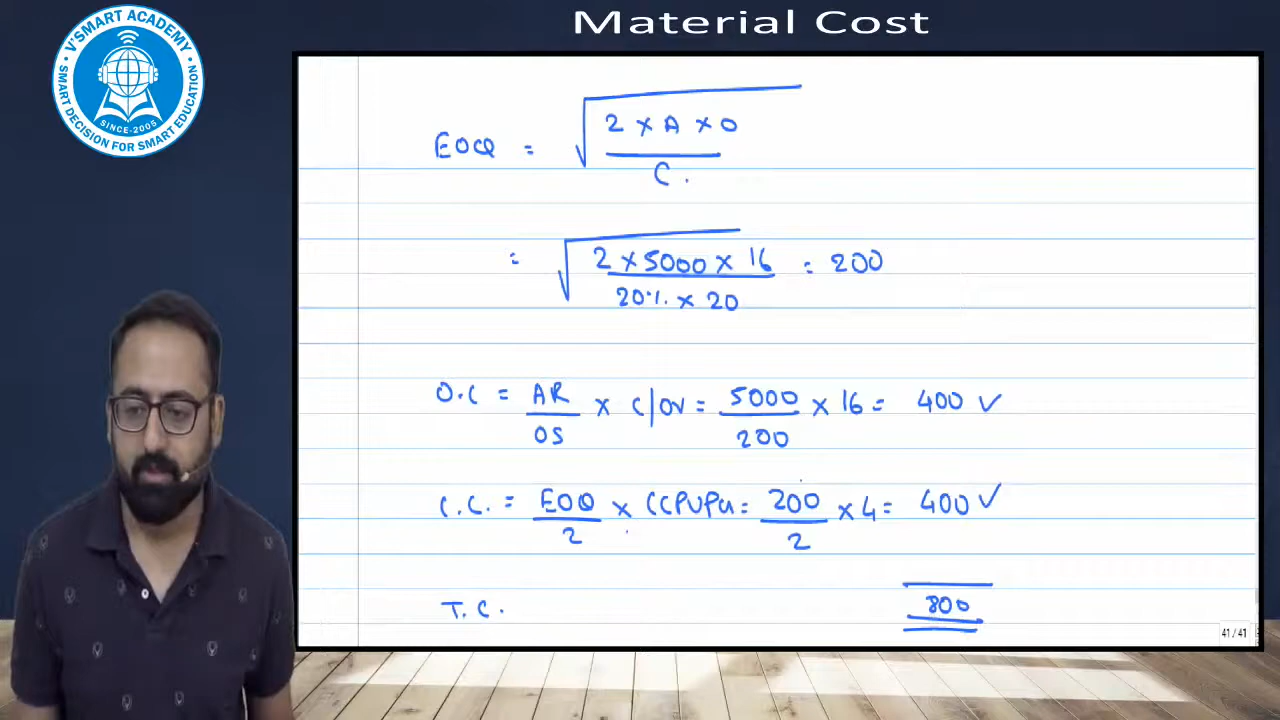 Material Cost
V'SMART ACADEMY
SINCE-2005
SMART DECISION FOR SMART EDUCATION
EOQ = √ 2 × A × O / C.
= √ 2 × 5000 × 16 / 20% × 20 = 200
O.C = AR / OS × C/OV = 5000 / 200 × 16 = 400 ✓
C.C. = EOQ / 2 × CCPUPA = 200 / 2 × 4 = 400 ✓
T.C. 800
41 / 41